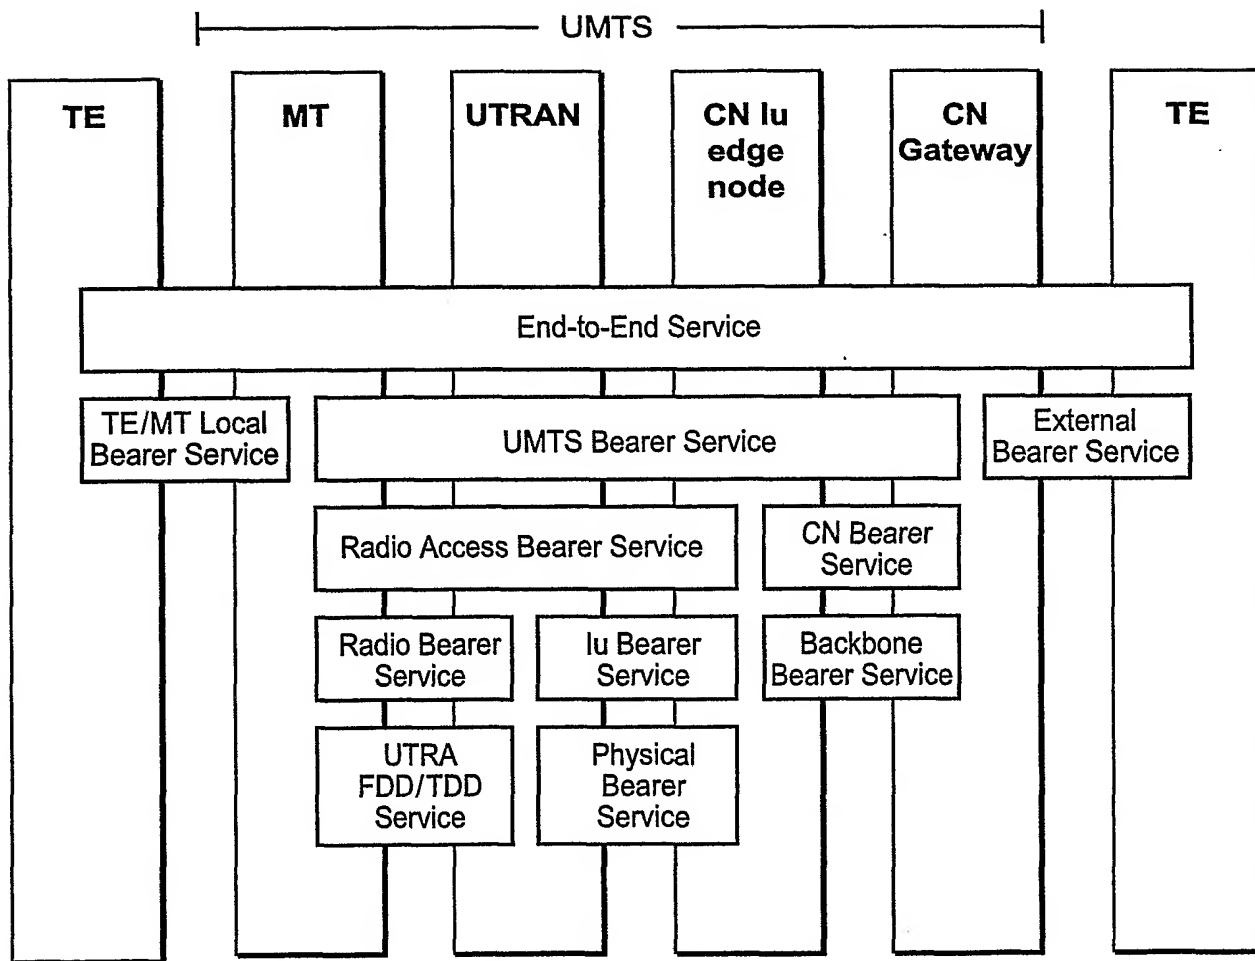 UMTS
TE
MT
UTRAN
CN Iu
edge
node
CN
Gateway
TE
End-to-End Service
TE/MT Local
Bearer Service
UMTS Bearer Service
External
Bearer Service
Radio Access Bearer Service
CN Bearer
Service
Radio Bearer
Service
Iu Bearer
Service
Backbone
Bearer Service
UTRA
FDD/TDD
Service
Physical
Bearer
Service